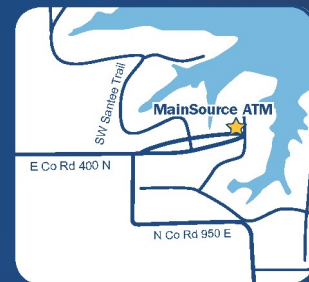 SW Santee Trail
MainSource ATM
E Co Rd 400 N
N Co Rd 950 E